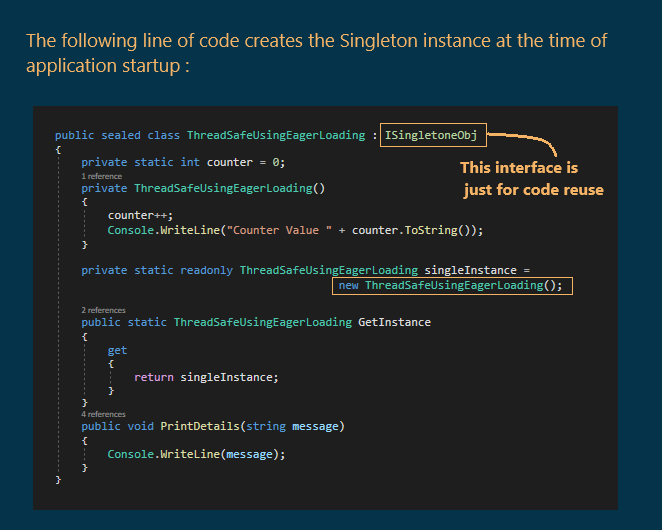 The following line of code creates the Singleton instance at the time of
application startup :
public sealed class ThreadSafeUsingEagerLoading : ISingletoneObj
{
This interface is
just for code reuse
private static int counter = 0;
1 reference
private ThreadSafeUsingEagerLoading()
{
counter++;
Console.WriteLine("Counter Value " + counter.ToString());
}
private static readonly ThreadSafeUsingEagerLoading singleInstance =
new ThreadSafeUsingEagerLoading();
2 references
public static ThreadSafeUsingEagerLoading GetInstance
{
get
{
return singleInstance;
}
}
4 references
public void PrintDetails(string message)
{
Console.WriteLine(message);
}
}